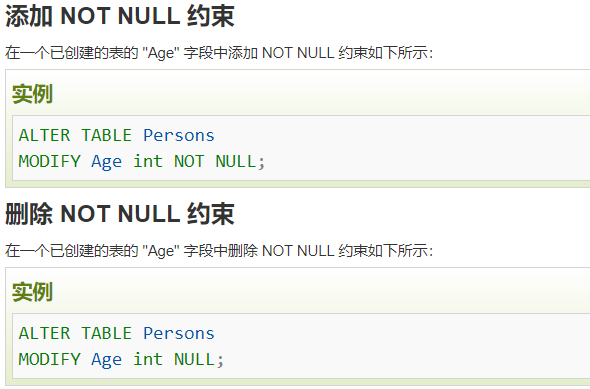 添加 NOT NULL 约束
在一个已创建的表的 "Age" 字段中添加 NOT NULL 约束如下所示：
实例
ALTER TABLE Persons
MODIFY Age int NOT NULL;
删除 NOT NULL 约束
在一个已创建的表的 "Age" 字段中删除 NOT NULL 约束如下所示：
实例
ALTER TABLE Persons
MODIFY Age int NULL;